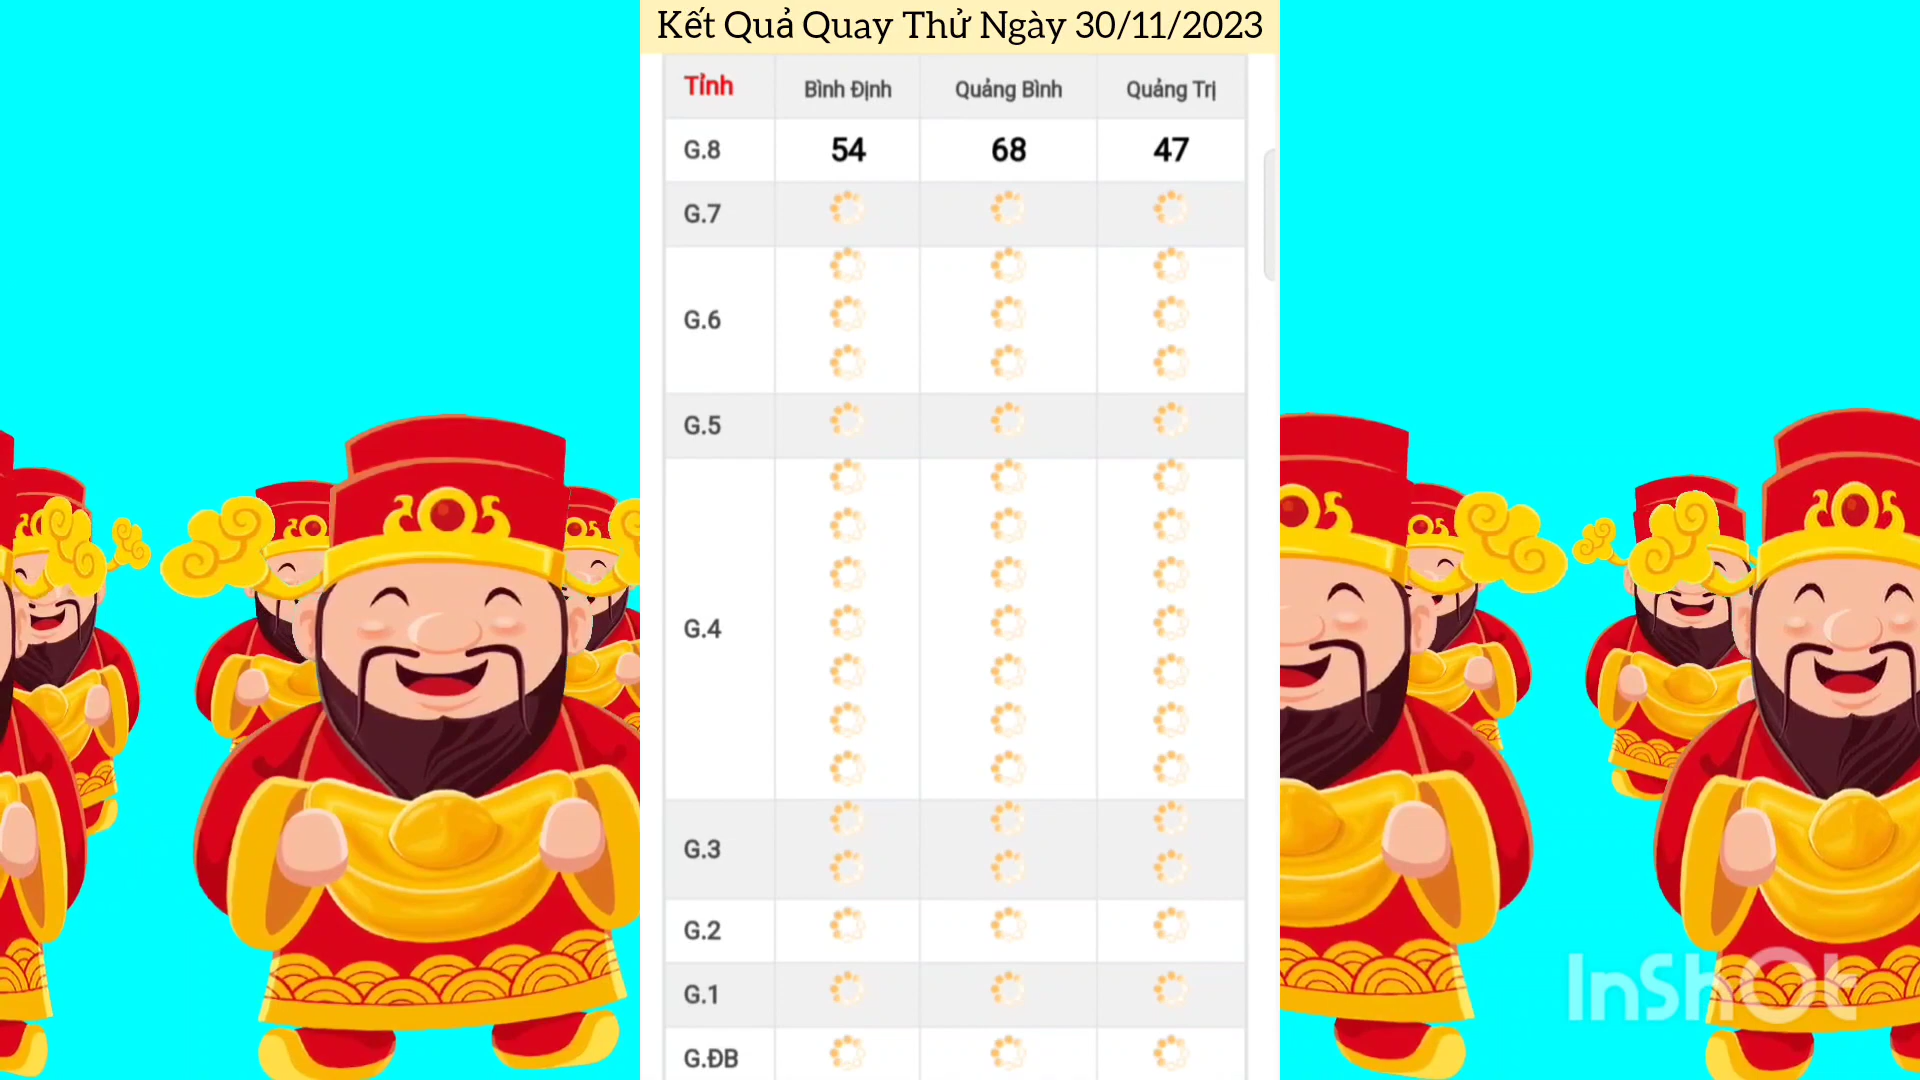 Kết Quả Quay Thử Ngày 30/11/2023
Tỉnh Bình Định Quảng Bình Quảng Trị
G.8 54 68 47
G.7
G.6
G.5
G.4
G.3
G.2
G.1
G.ĐB
InShOt